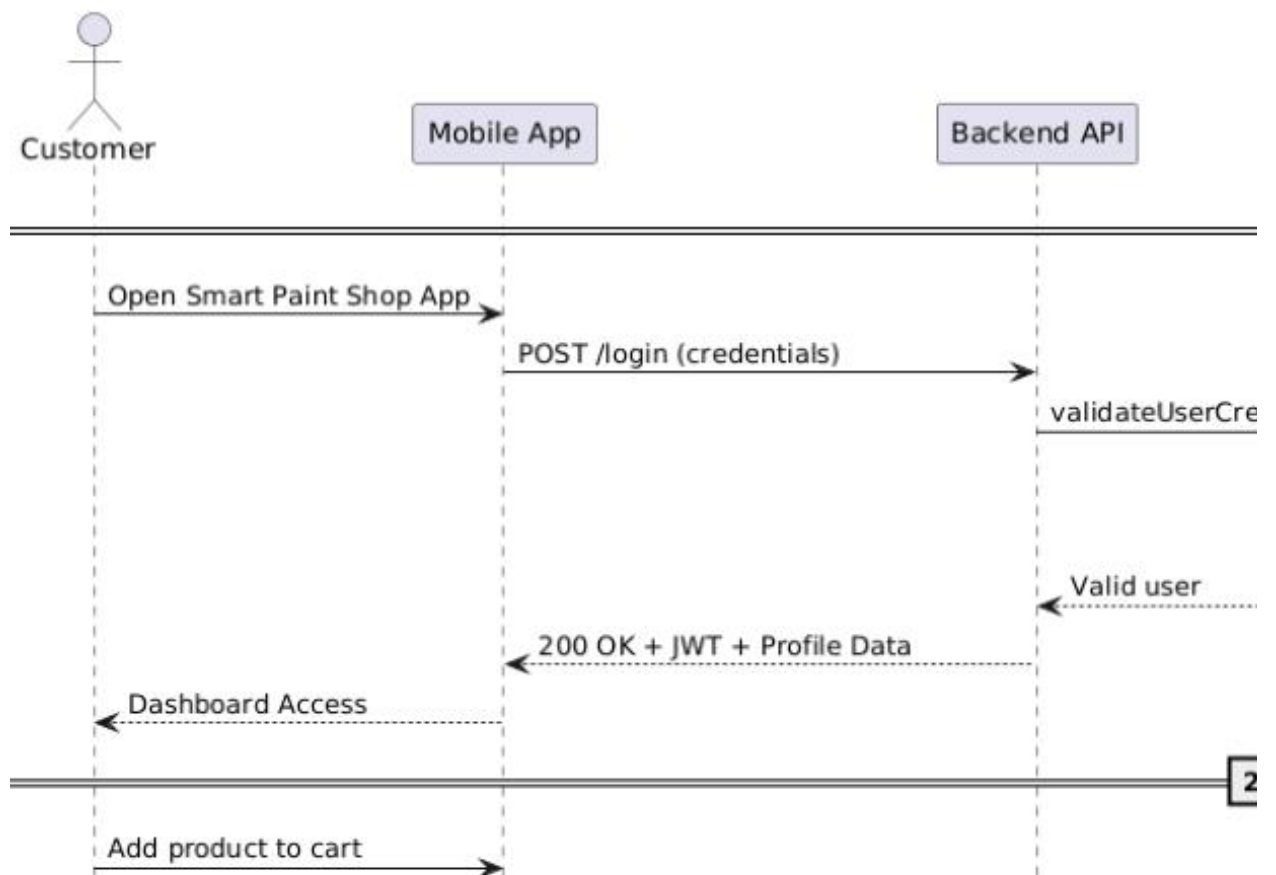 Customer
Mobile App
Backend API
Open Smart Paint Shop App
POST /login (credentials)
validateUserCre
Valid user
200 OK + JWT + Profile Data
Dashboard Access
2
Add product to cart